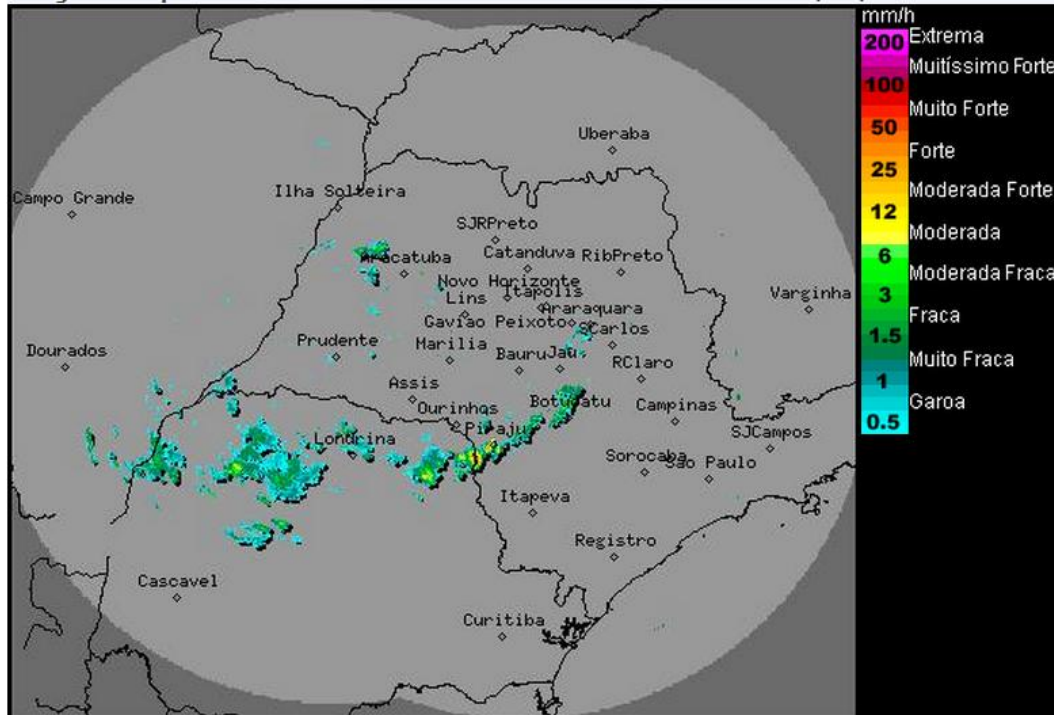 mm/h
200 Extrema
Muitíssimo Forte
100
Muito Forte
50
Forte
25
Moderada Forte
12
Moderada
6
Moderada Fraca
3
Fraca
1.5
Muito Fraca
1
Garoa
0.5
Uberaba
Campo Grande
Ilha Solteira
SJRPreto
Catanduva
RibPreto
Aracatuba
Novo Horizonte
Itapolis
Varginha
Lins
Araraquara
Gaviao Peixoto
SCarlos
Prudente
Marilia
Dourados
Bauru
Jau
RClaro
Assis
Botucatu
Campinas
Ourinhos
Piraju
SJCampos
Londrina
Sorocaba
Sao Paulo
Itapeva
Registro
Cascavel
Curitiba